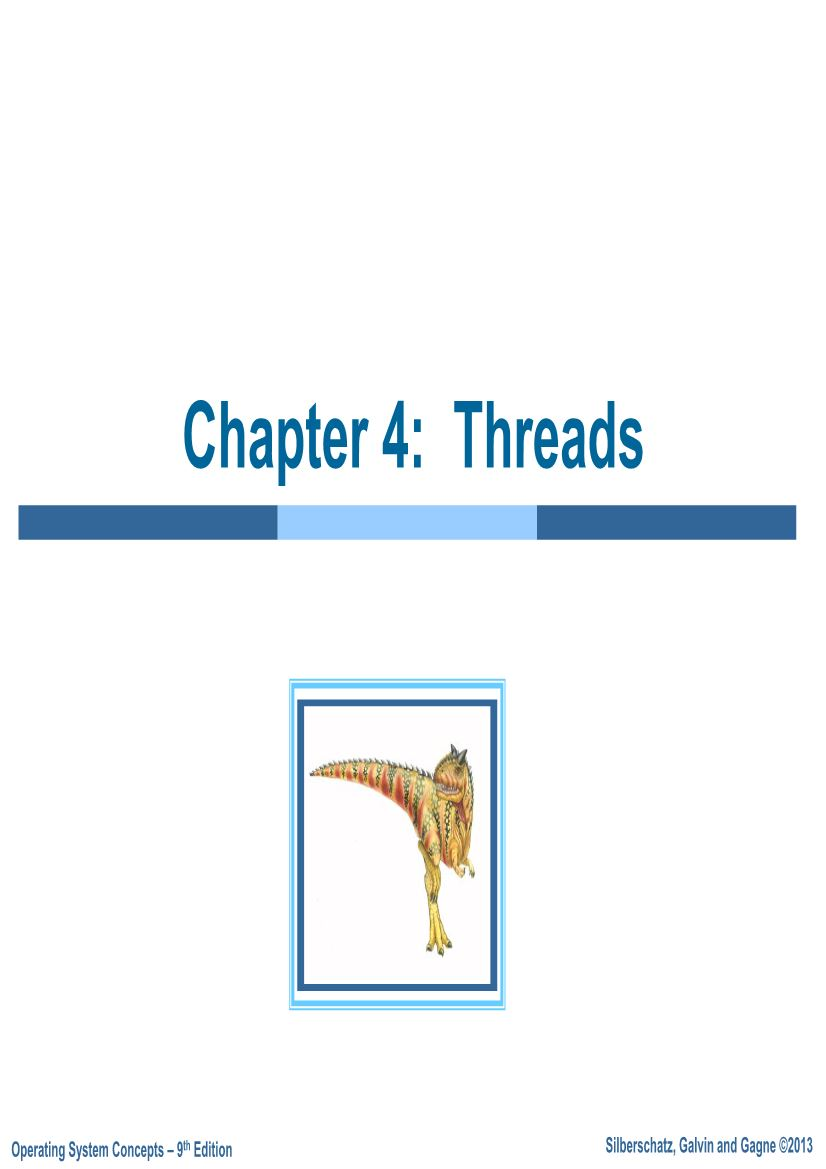 Chapter 4: Threads
Operating System Concepts – 9th Edition
Silberschatz, Galvin and Gagne ©2013